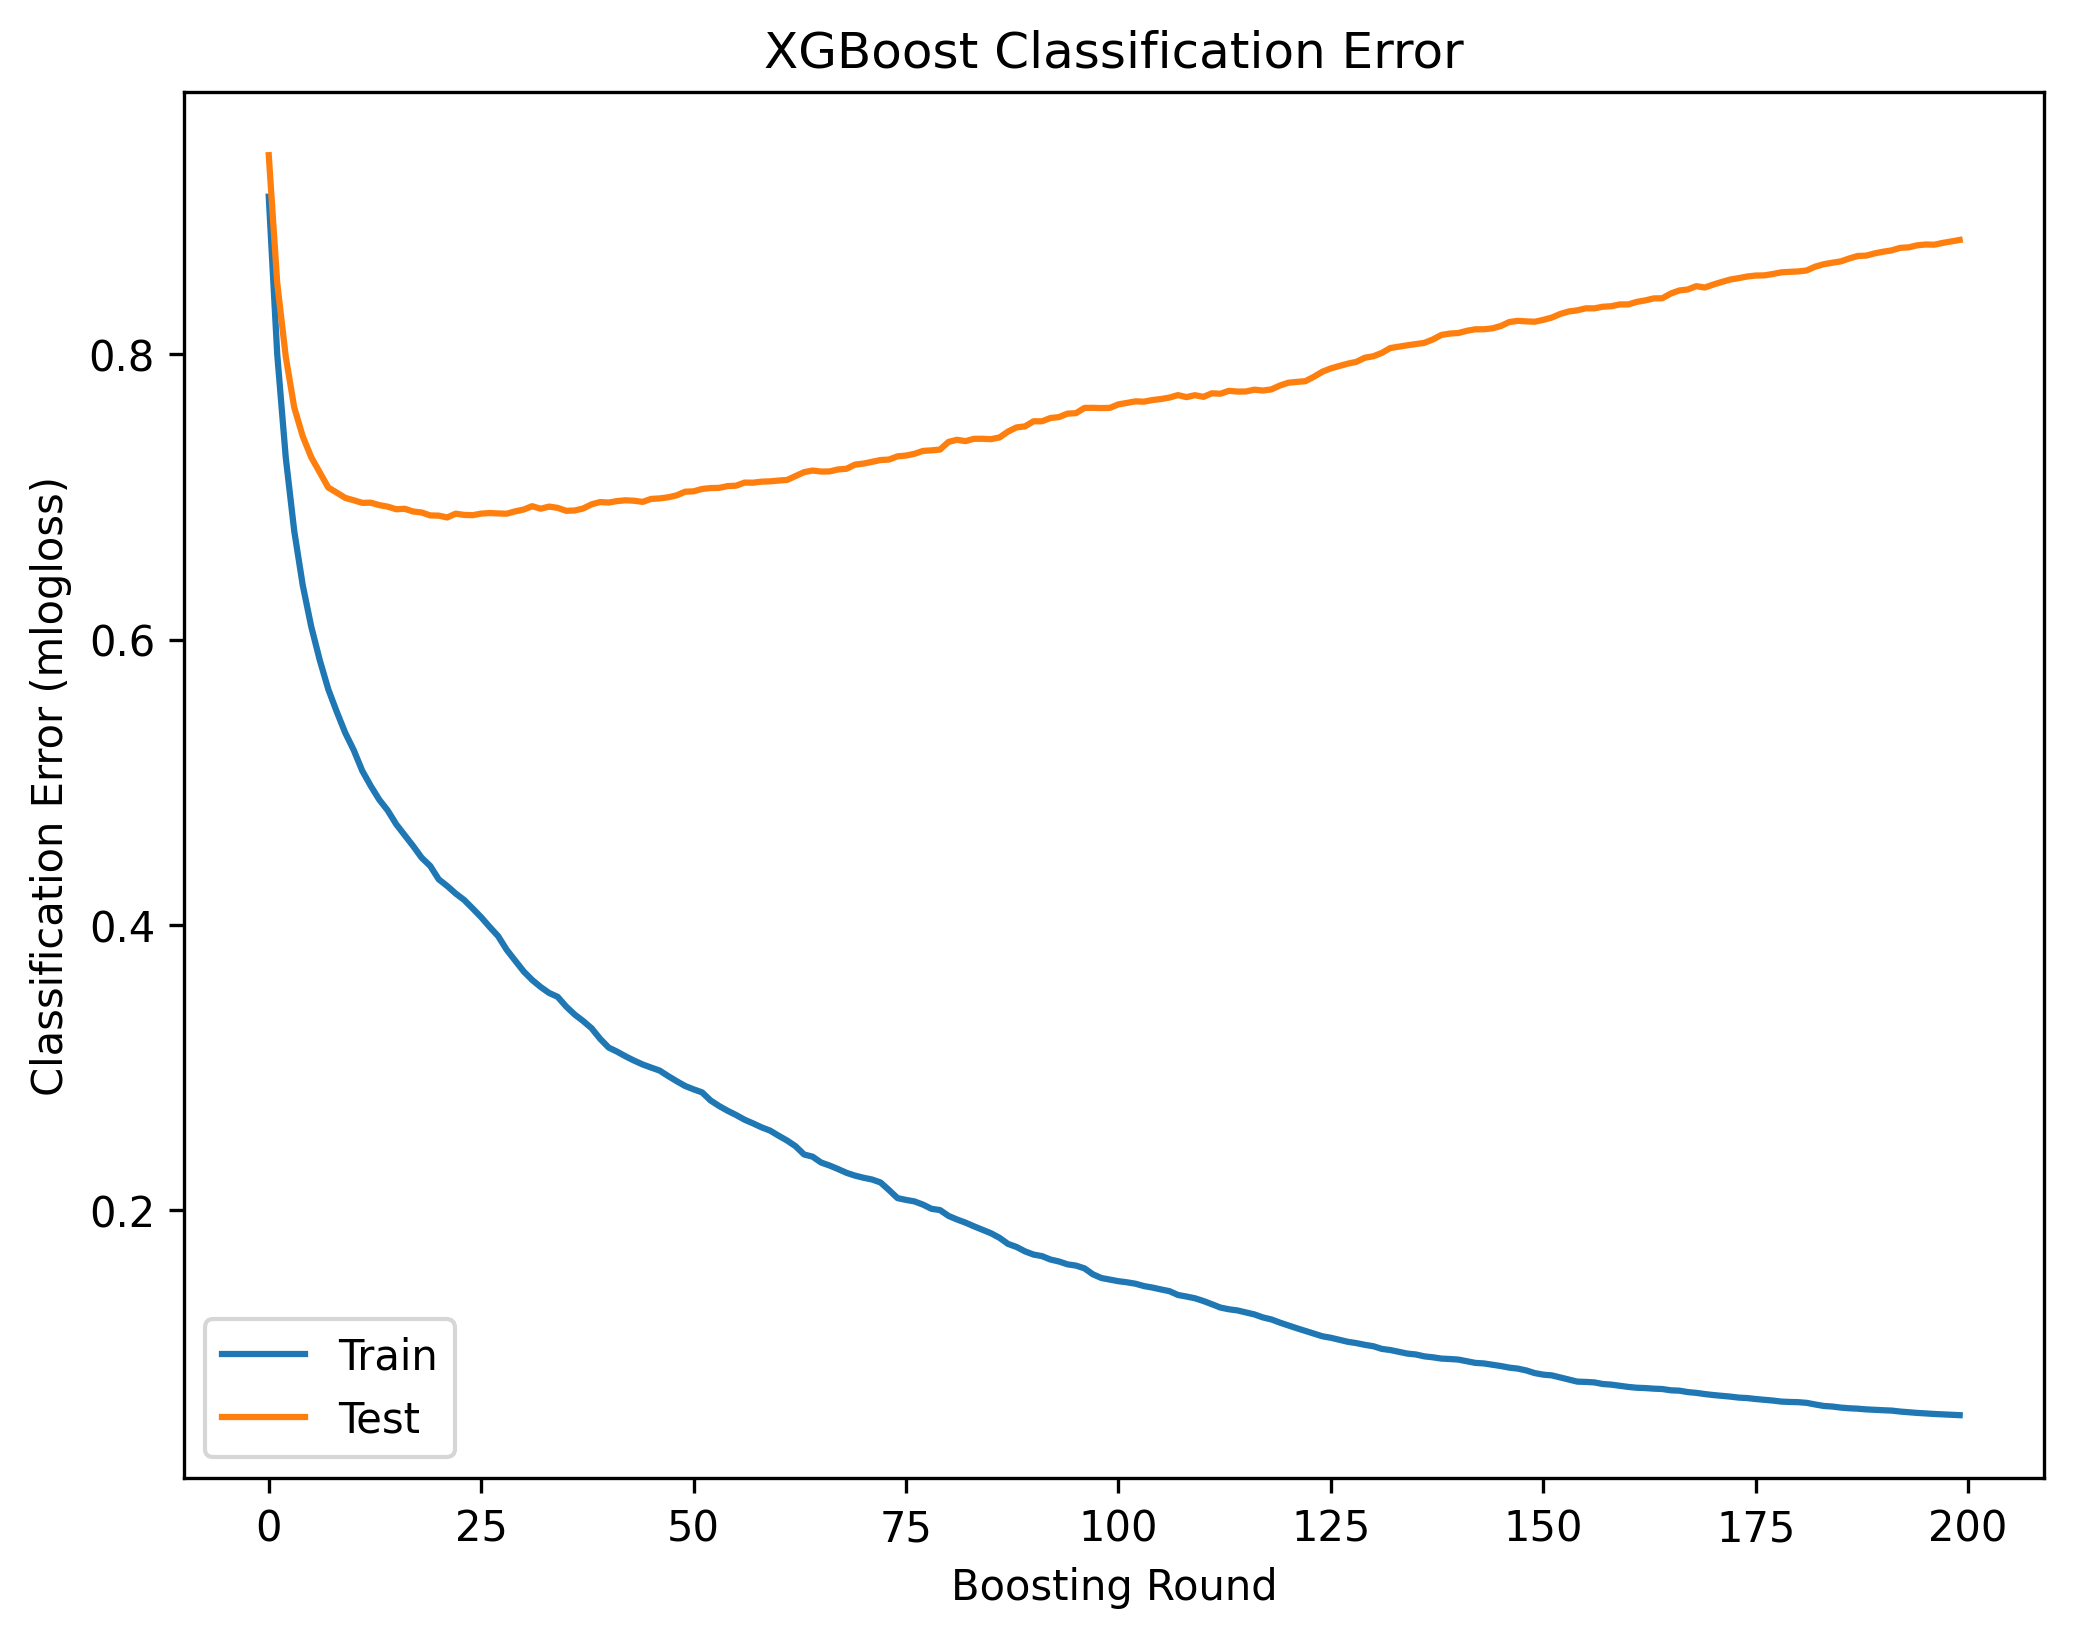 XGBoost Classification Error
Classification Error (mlogloss)
0.8
0.6
0.4
0.2
Train
Test
0 25 50 75 100 125 150 175 200
Boosting Round